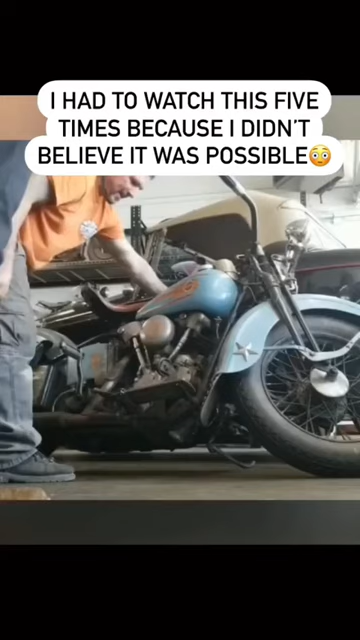 I HAD TO WATCH THIS FIVE
TIMES BECAUSE I DIDN'T
BELIEVE IT WAS POSSIBLE😳